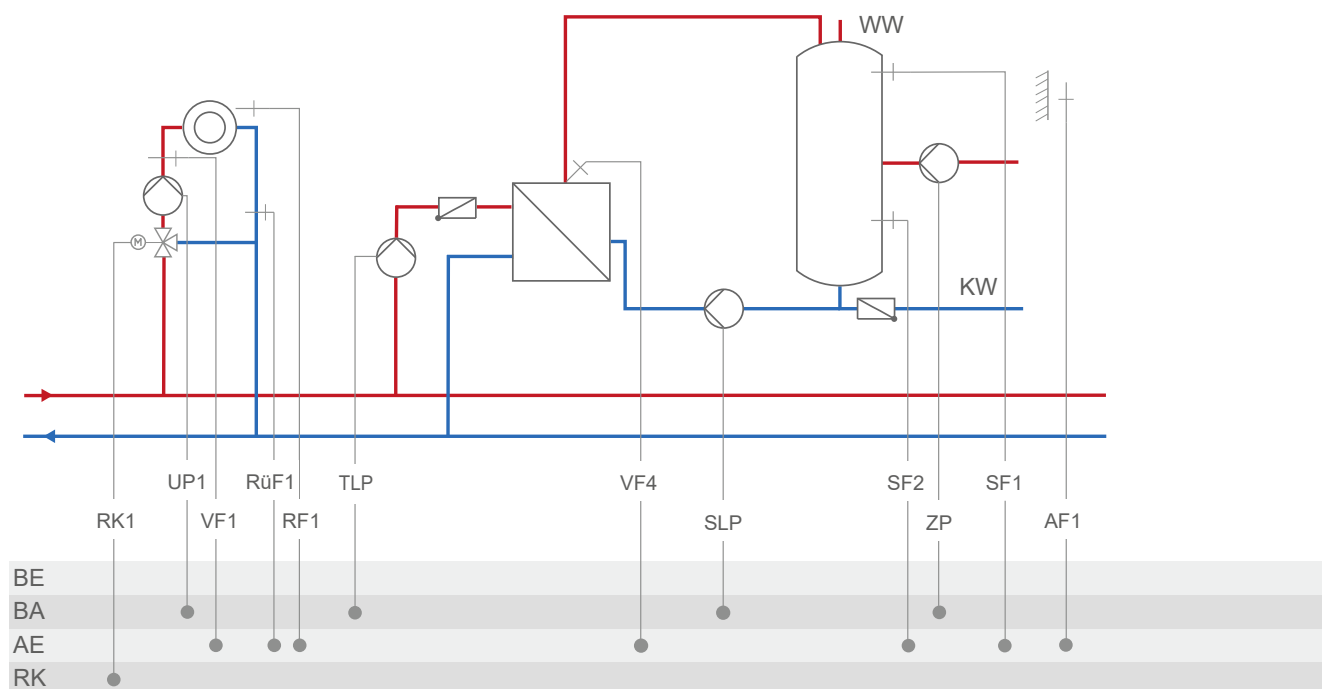 WW
M
KW
UP1 RüF1 TLP VF4 SF2 SF1
RK1 VF1 RF1 SLP ZP AF1
BE
BA
AE
RK